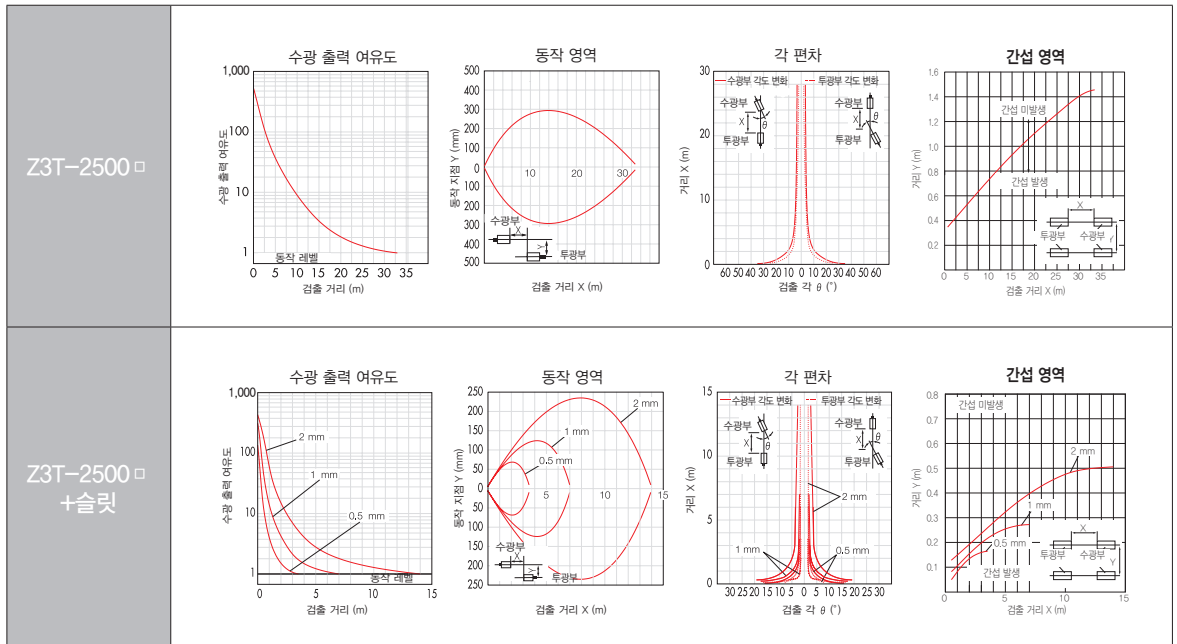 Z3T-2500 □
수광 출력 여유도
1,000
100
10
1
수광 출력 여유도
동작 레벨
0 5 10 15 20 25 30 35
검출 거리 (m)
동작 영역
500
400
300
200
100
0
100
200
300
400
500
동작 지점 Y (mm)
10 20 30
수광부
X
Y
투광부
검출 거리 X (m)
각 편차
30
20
10
0
거리 X (m)
수광부 각도 변화
투광부 각도 변화
수광부
X
θ
투광부
수광부
X
θ
투광부
60 50 40 30 20 10 0 10 20 30 40 50 60
검출 각 θ (°)
간섭 영역
1.6
1.4
1.2
1.0
0.8
0.6
0.4
0.2
거리 Y (m)
간섭 미발생
간섭 발생
X
투광부
수광부
Y
0 5 10 15 20 25 30 35
검출 거리 X (m)
Z3T-2500 □
+슬릿
수광 출력 여유도
1,000
100
10
1
수광 출력 여유도
2 mm
1 mm
0.5 mm
동작 레벨
0 5 10 15
검출 거리 (m)
동작 영역
250
200
150
100
50
0
50
100
150
200
250
동작 지점 Y (mm)
2 mm
1 mm
0.5 mm
5 10 15
수광부
X
Y
투광부
검출 거리 X (m)
각 편차
15
10
5
0
거리 X (m)
수광부 각도 변화
투광부 각도 변화
수광부
X
θ
투광부
수광부
X
θ
투광부
2 mm
1 mm
0.5 mm
30 25 20 15 10 5 0 5 10 15 20 25 30
검출 각 θ (°)
간섭 영역
0.8
0.7
0.6
0.5
0.4
0.3
0.2
0.1
거리 Y (m)
간섭 미발생
2 mm
1 mm
0.5 mm
간섭 발생
X
투광부
수광부
Y
0 5 10 15
검출 거리 X (m)